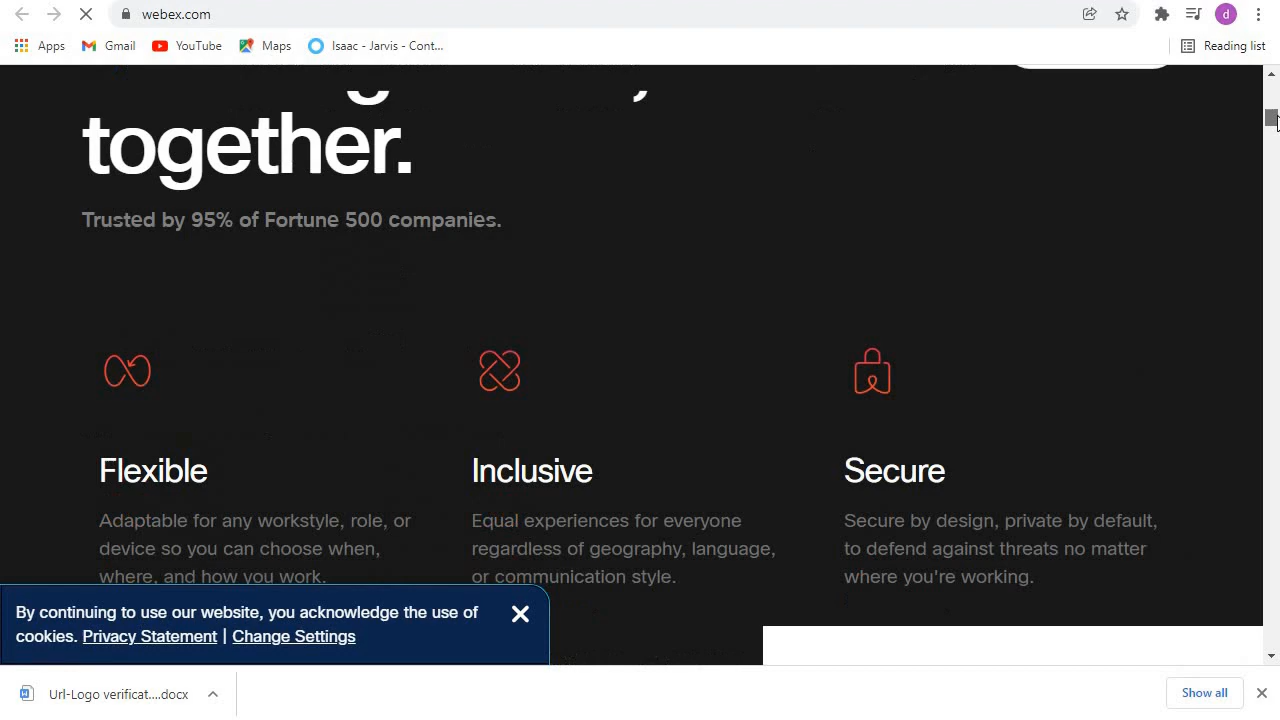 webex.com
d
Apps
Gmail
YouTube
Maps
Isaac - Jarvis - Cont...
Reading list
together.
Trusted by 95% of Fortune 500 companies.
Flexible
Inclusive
Secure
Adaptable for any workstyle, role, or
device so you can choose when,
where, and how you work.
Equal experiences for everyone
regardless of geography, language,
or communication style.
Secure by design, private by default,
to defend against threats no matter
where you're working.
By continuing to use our website, you acknowledge the use of
cookies. Privacy Statement | Change Settings
Url-Logo verificat....docx
Show all